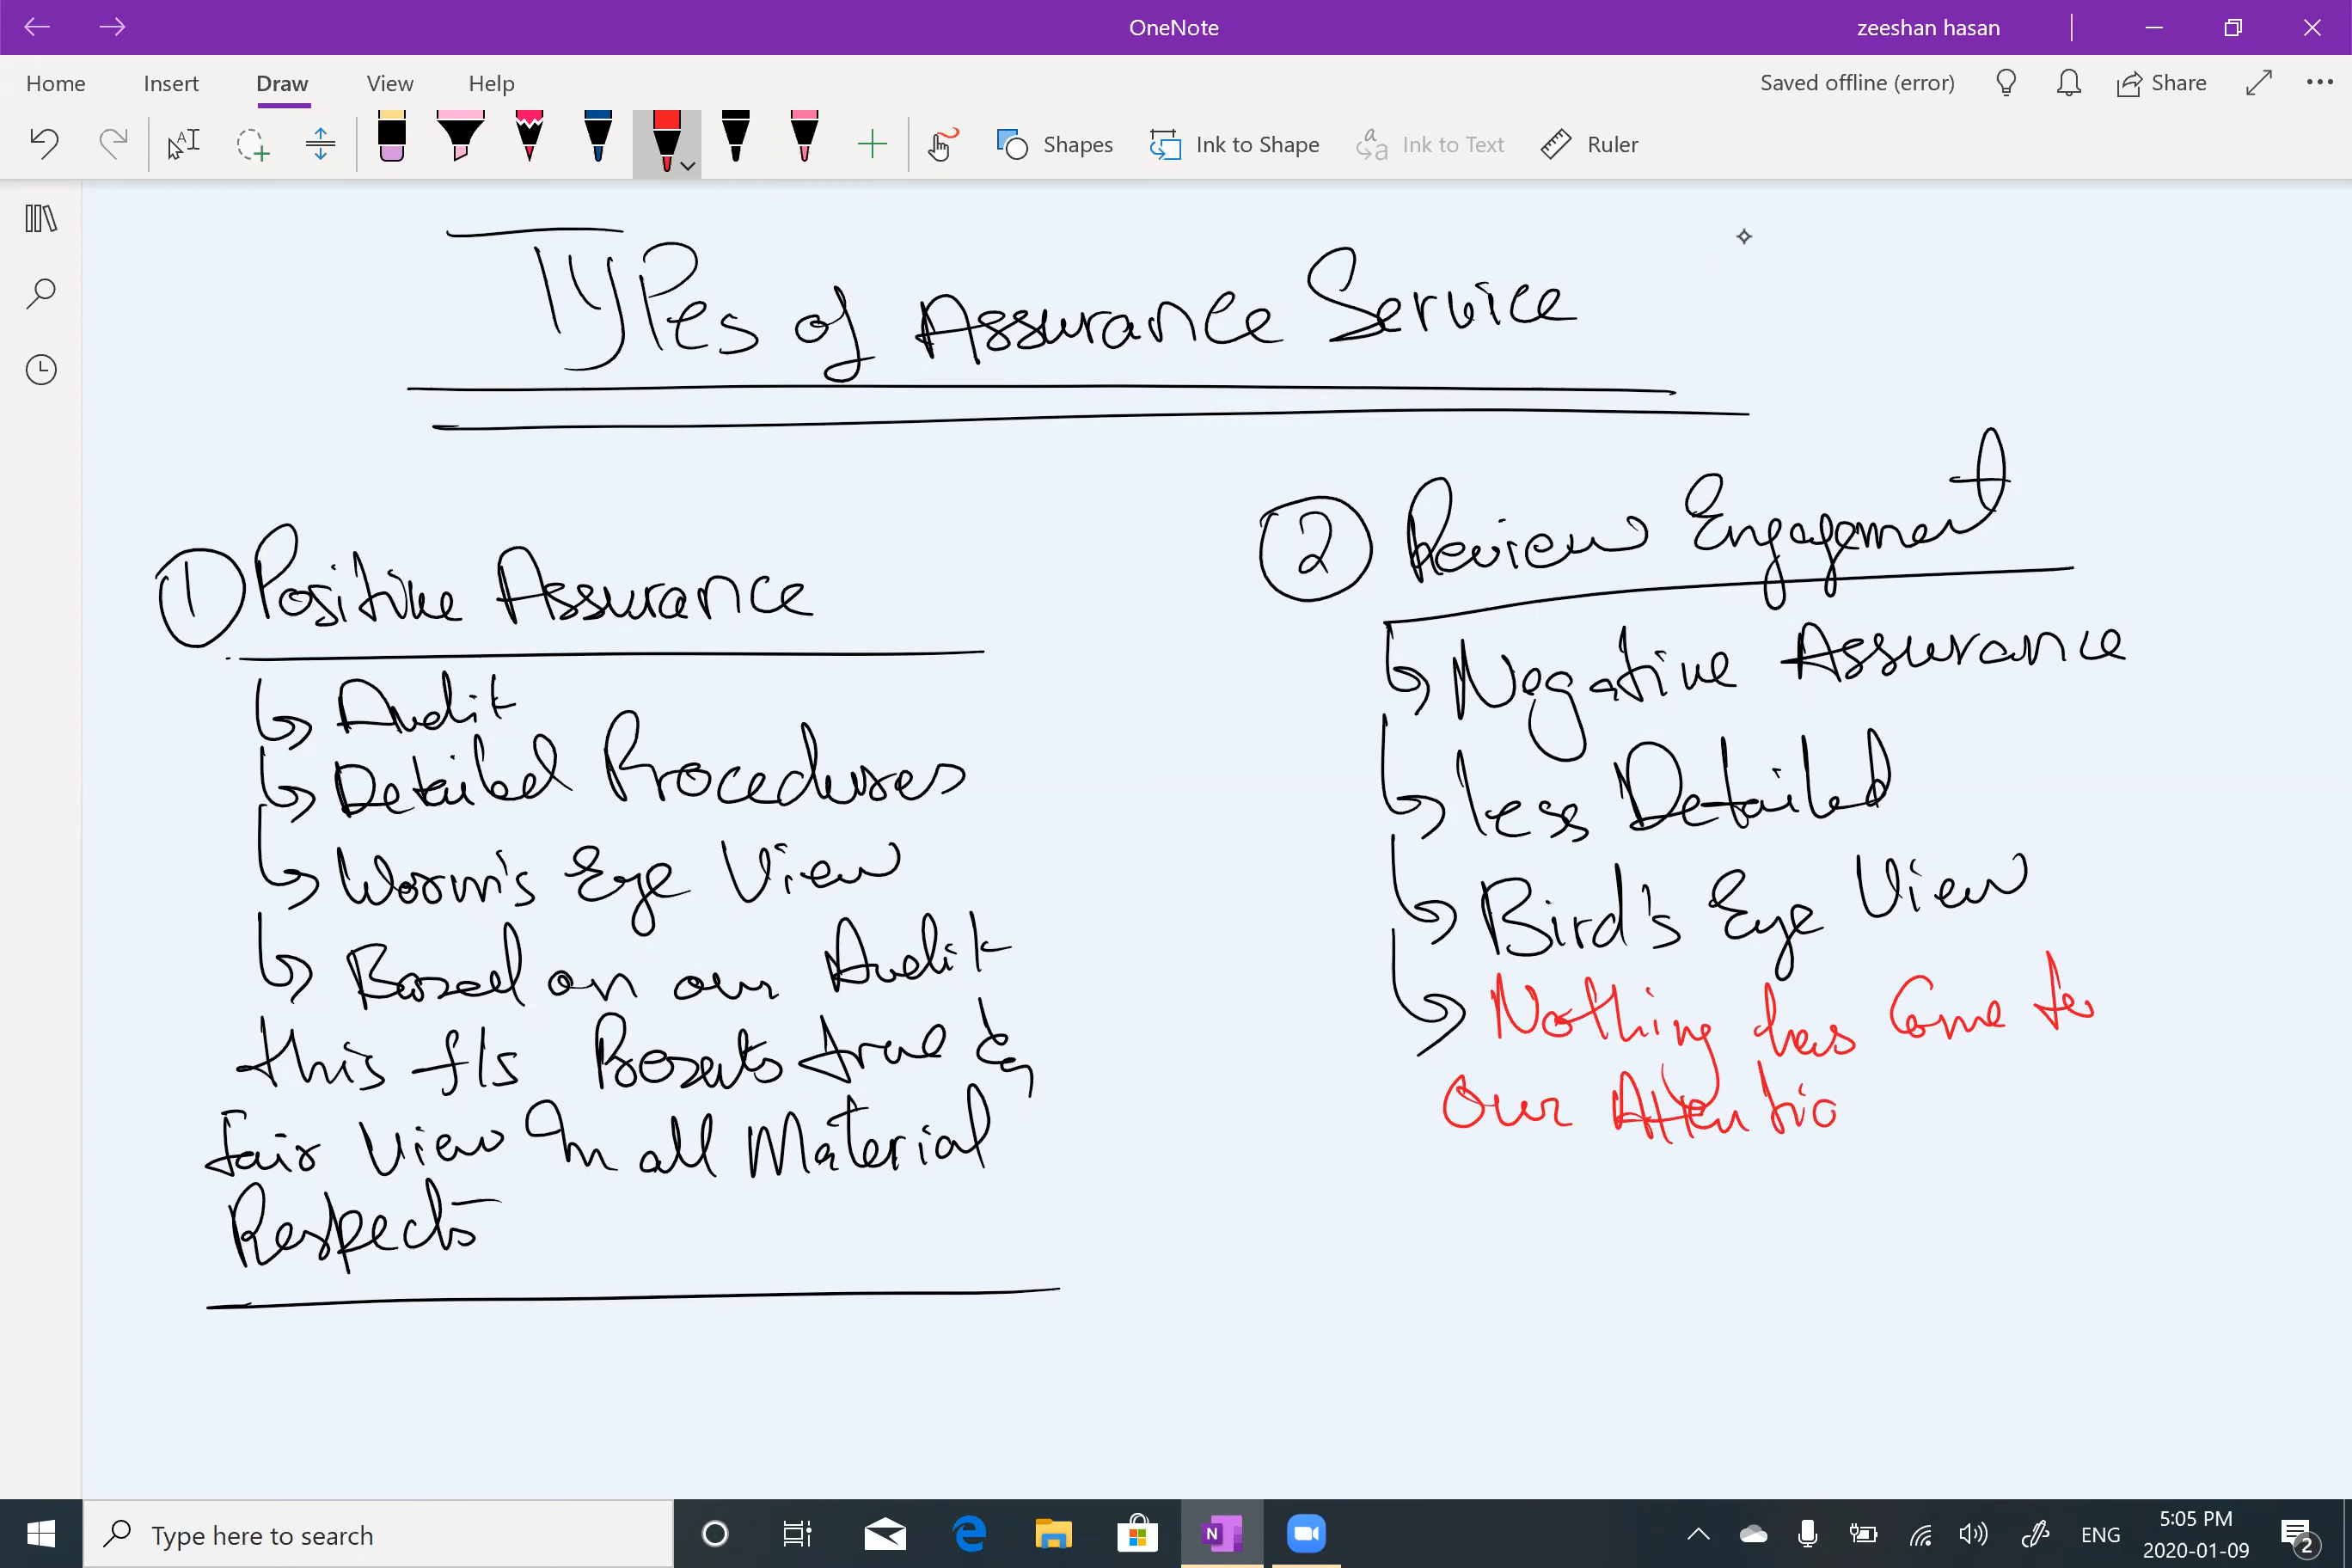 OneNote
zeeshan hasan
Home Insert Draw View Help
Saved offline (error) Share
Shapes Ink to Shape Ink to Text Ruler
TYPes of Assurance Service
① Positive Assurance
Audit
Detailed Procedures
Worm's Eye View
Based on our Audit
this f/s Presents true &
fair view In all Material
Respects
② Review Engagement
Negative Assurance
less Detailed
Bird's Eye View
Nothing has Come to
Our Attentio
Type here to search
ENG
5:05 PM
2020-01-09
2